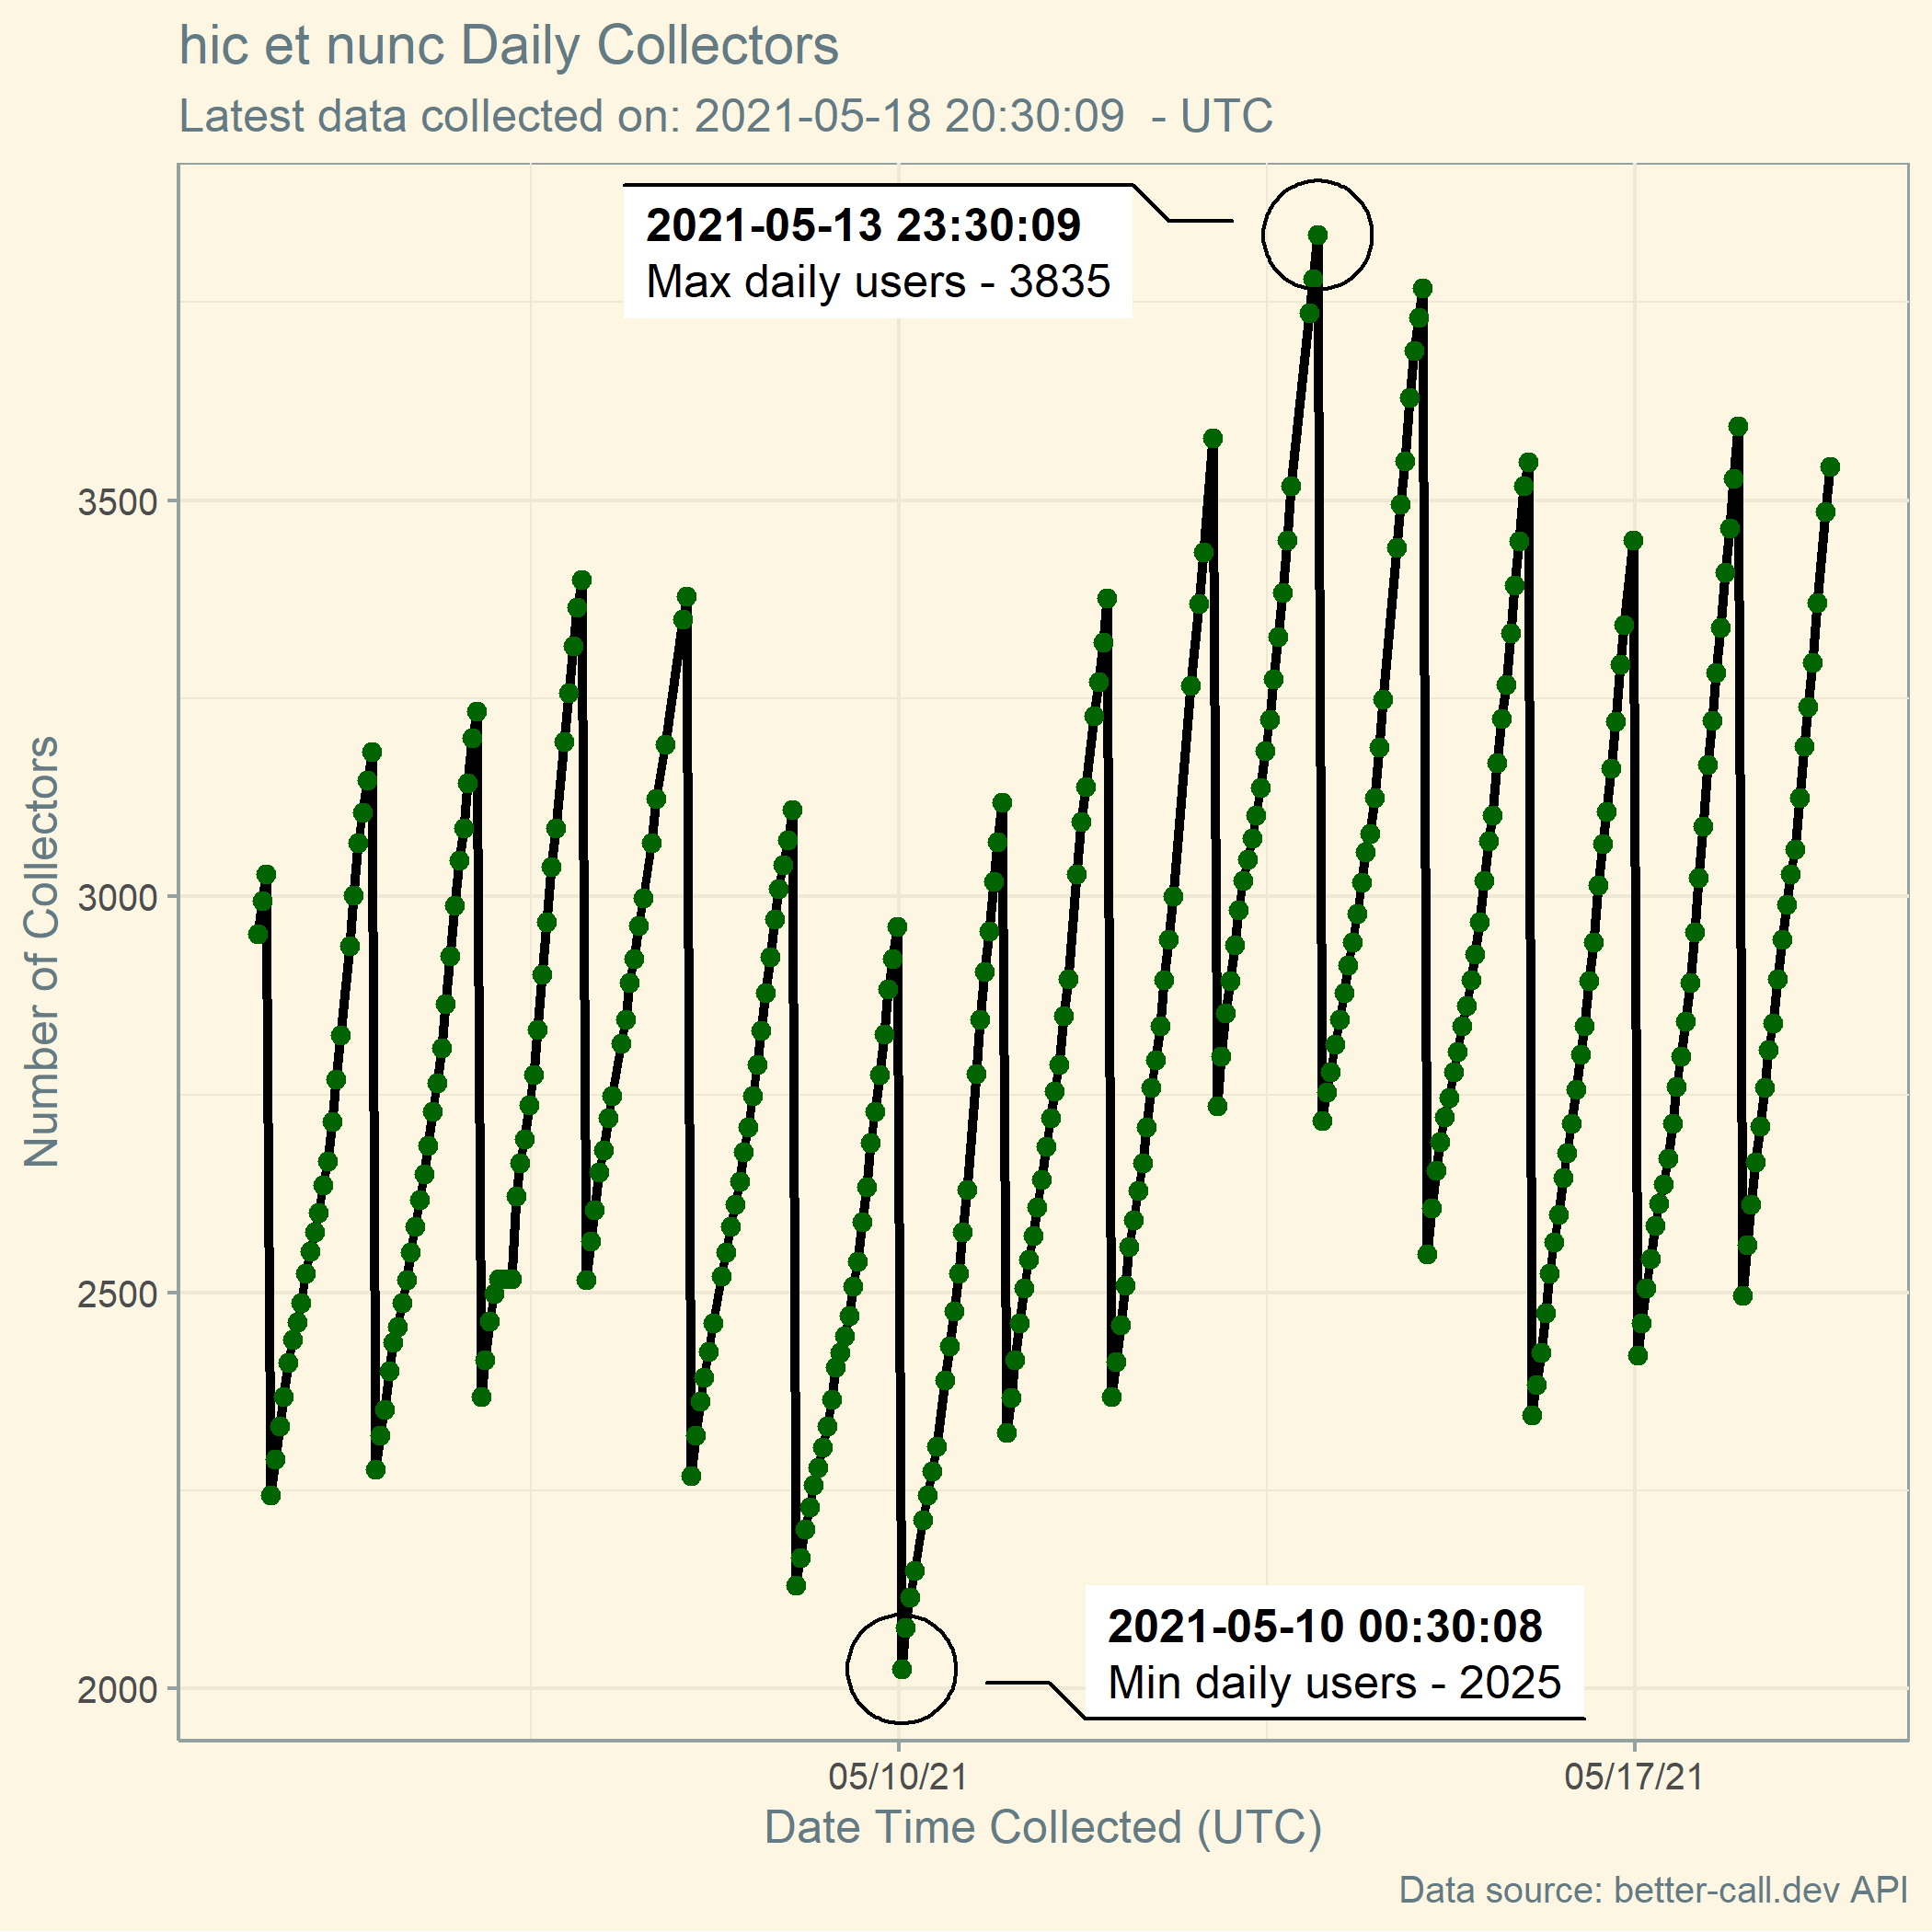 hic et nunc Daily Collectors
Latest data collected on: 2021-05-18 20:30:09  - UTC
2021-05-13 23:30:09
Max daily users - 3835
3500
3000
2500
2000
Number of Collectors
2021-05-10 00:30:08
Min daily users - 2025
05/10/21
05/17/21
Date Time Collected (UTC)
Data source: better-call.dev API